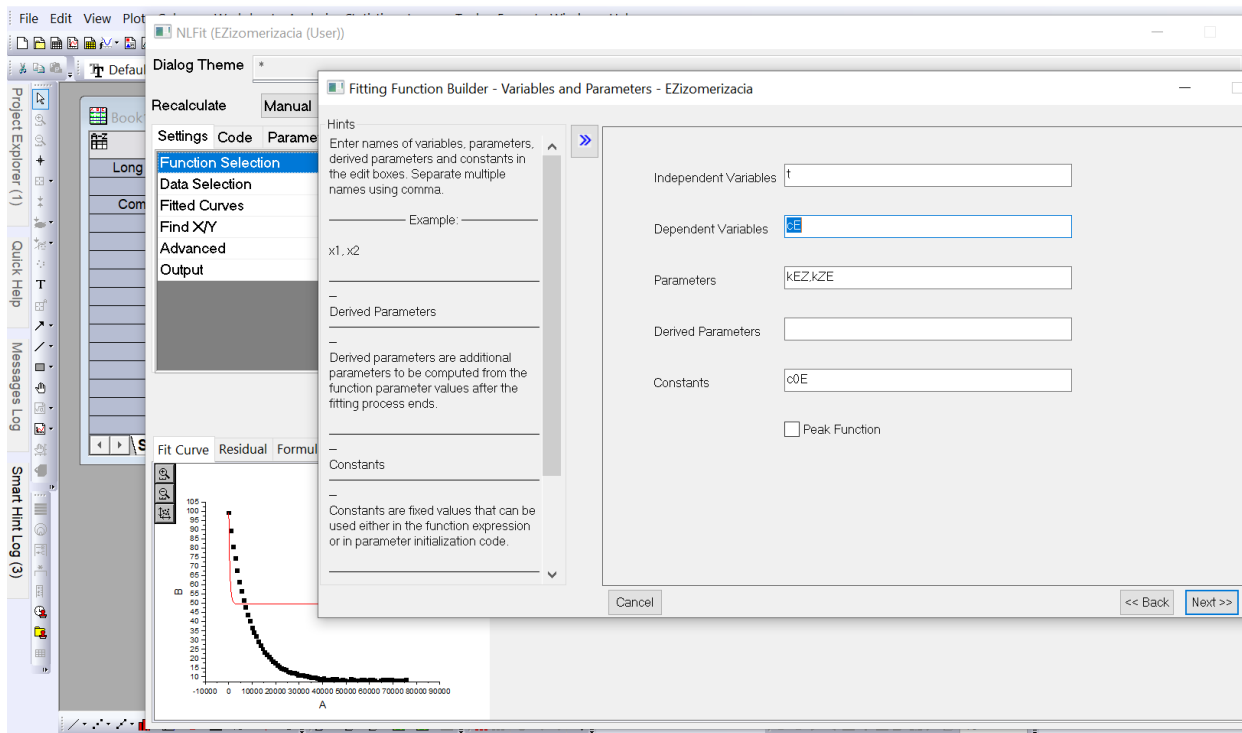 File Edit View Plot
NLFit (EZizomerizacia (User))
Dialog Theme *
Default
Fitting Function Builder - Variables and Parameters - EZizomerizacia
Recalculate Manual
Book
Settings Code Parame
Function Selection
Data Selection
Fitted Curves
Find X/Y
Advanced
Output
Long
Com
Project Explorer (1)
Quick Help
Messages Log
Smart Hint Log (3)
Hints
Enter names of variables, parameters,
derived parameters and constants in
the edit boxes. Separate multiple
names using comma.
Example:
x1, x2
Derived Parameters
Derived parameters are additional
parameters to be computed from the
function parameter values after the
fitting process ends.
Constants
Constants are fixed values that can be
used either in the function expression
or in parameter initialization code.
Independent Variables t
Dependent Variables cE
Parameters kEZ,kZE
Derived Parameters
Constants c0E
Peak Function
Cancel << Back Next >>
Fit Curve Residual Formul
105
100
95
90
85
80
75
70
65
60
55
50
45
40
35
30
25
20
15
10
B
-10000 0 10000 20000 30000 40000 50000 60000 70000 80000 90000
A